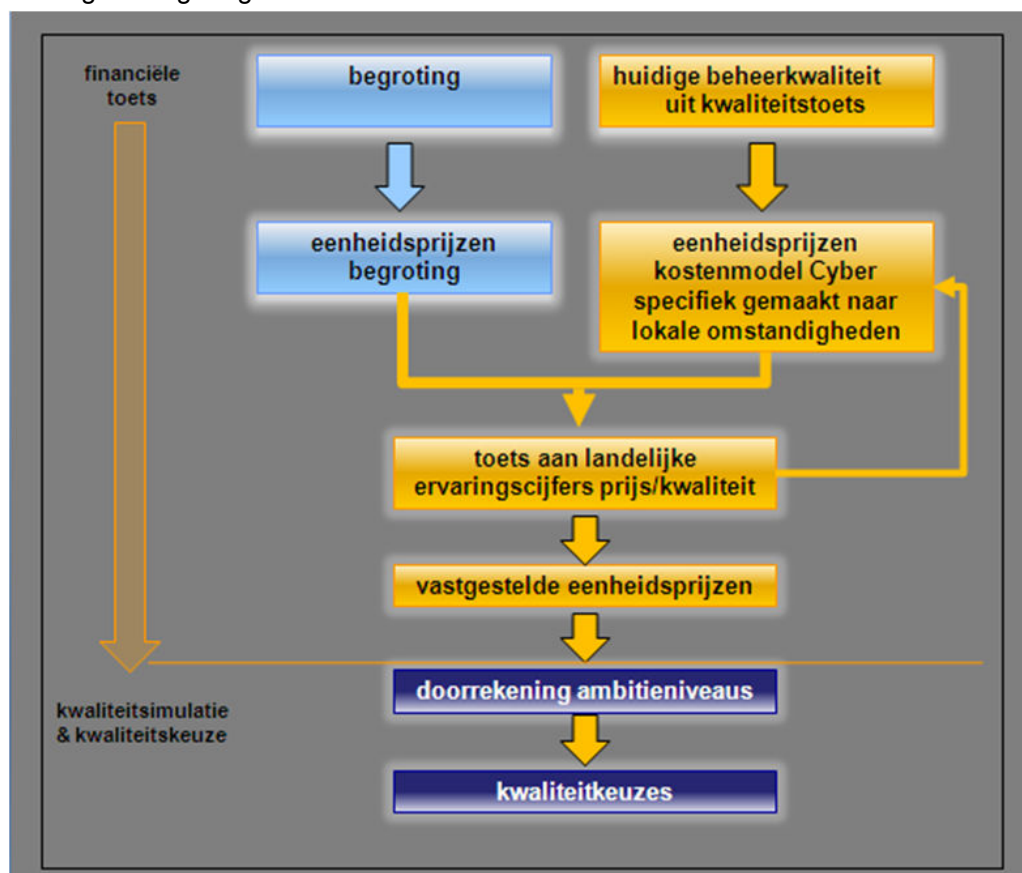 financiële
toets
begroting
huidige beheerkwaliteit
uit kwaliteitstoets
eenheidsprijzen
begroting
eenheidsprijzen
kostenmodel Cyber
specifiek gemaakt naar
lokale omstandigheden
toets aan landelijke
ervaringscijfers prijs/kwaliteit
vastgestelde eenheidsprijzen
doorrekening ambitieniveaus
kwaliteitsimulatie
& kwaliteitskeuze
kwaliteitkeuzes